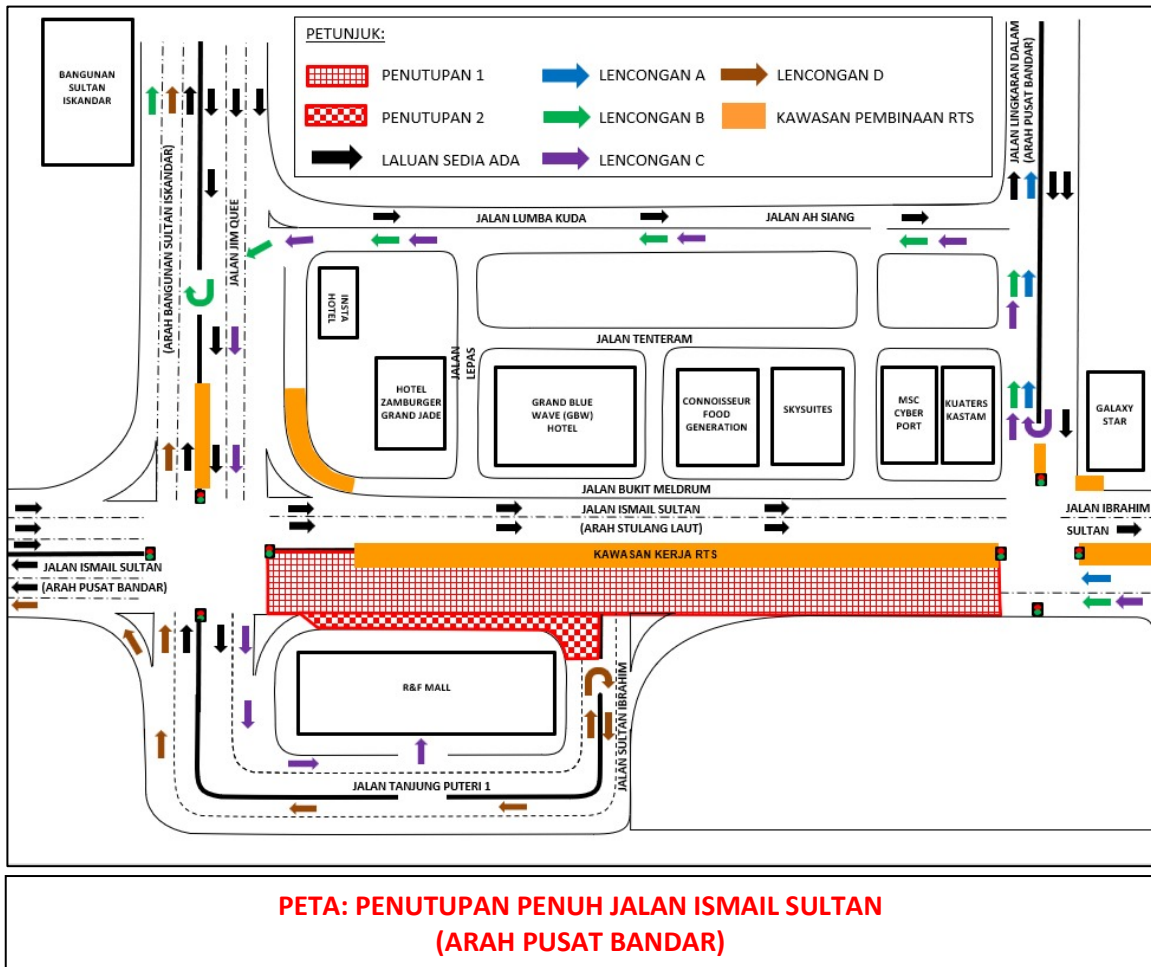 PETUNJUK:
PENUTUPAN 1
LENCONGAN A
LENCONGAN D
PENUTUPAN 2
LENCONGAN B
KAWASAN PEMBINAAN RTS
LALUAN SEDIA ADA
LENCONGAN C
BANGUNAN
SULTAN
ISKANDAR
JALAN LINGKARAN DALAM
(ARAH PUSAT BANDAR)
(ARAH BANGUNAN SULTAN ISKANDAR)
JALAN JIM QUEE
JALAN LUMBA KUDA
JALAN AH SIANG
INSTA
HOTEL
JALAN TENTERAM
JALAN
LEPAS
HOTEL
ZAMBURGER
GRAND JADE
GRAND BLUE
WAVE (GBW)
HOTEL
CONNOISSEUR
FOOD
GENERATION
SKYSUITES
MSC
CYBER
PORT
KUATERS
KASTAM
GALAXY
STAR
JALAN BUKIT MELDRUM
JALAN ISMAIL SULTAN
(ARAH STULANG LAUT)
JALAN IBRAHIM
SULTAN
KAWASAN KERJA RTS
JALAN ISMAIL SULTAN
(ARAH PUSAT BANDAR)
R&F MALL
JALAN SULTAN IBRAHIM
JALAN TANJUNG PUTERI 1
PETA: PENUTUPAN PENUH JALAN ISMAIL SULTAN
(ARAH PUSAT BANDAR)